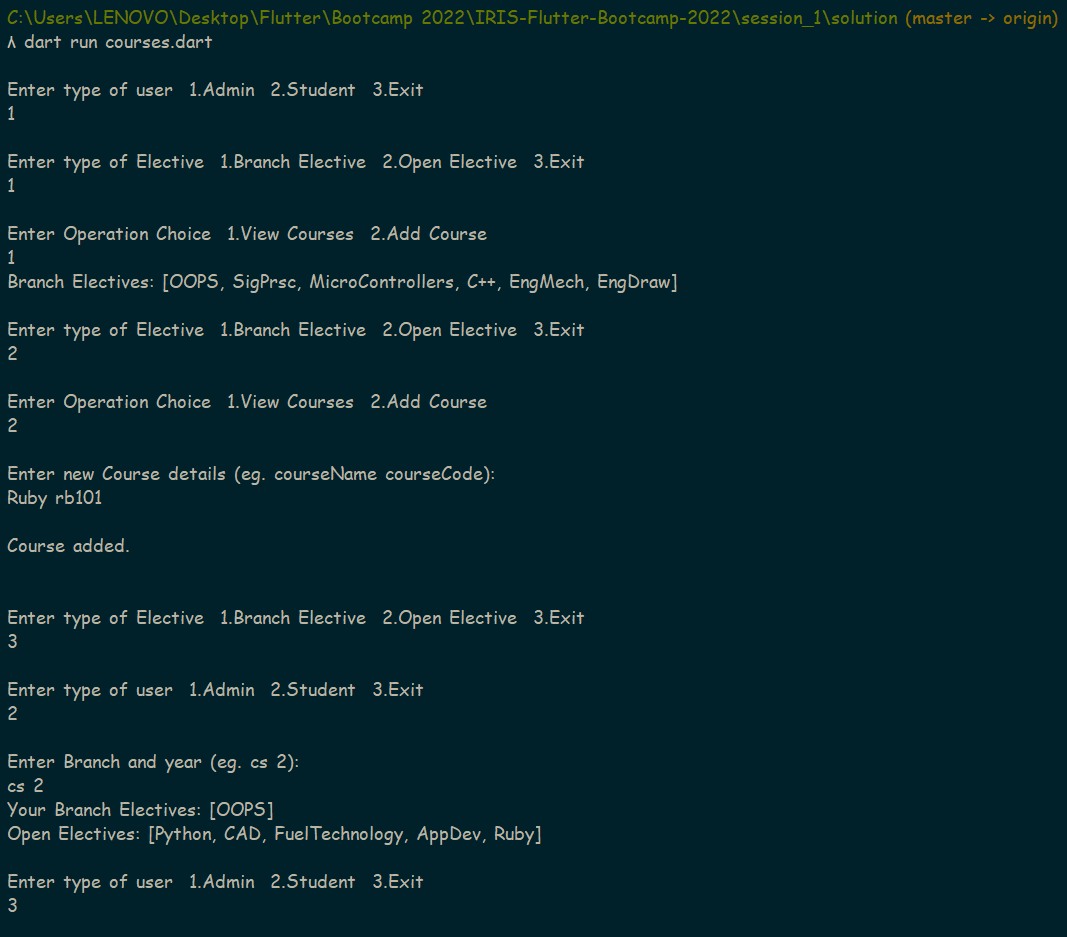 C:\Users\LENOVO\Desktop\Flutter\Bootcamp 2022\IRIS-Flutter-Bootcamp-2022\session_1\solution (master -> origin)
λ dart run courses.dart
Enter type of user  1.Admin  2.Student  3.Exit
1
Enter type of Elective  1.Branch Elective  2.Open Elective  3.Exit
1
Enter Operation Choice  1.View Courses  2.Add Course
1
Branch Electives: [OOPS, SigPrsc, MicroControllers, C++, EngMech, EngDraw]
Enter type of Elective  1.Branch Elective  2.Open Elective  3.Exit
2
Enter Operation Choice  1.View Courses  2.Add Course
2
Enter new Course details (eg. courseName courseCode):
Ruby rb101
Course added.
Enter type of Elective  1.Branch Elective  2.Open Elective  3.Exit
3
Enter type of user  1.Admin  2.Student  3.Exit
2
Enter Branch and year (eg. cs 2):
cs 2
Your Branch Electives: [OOPS]
Open Electives: [Python, CAD, FuelTechnology, AppDev, Ruby]
Enter type of user  1.Admin  2.Student  3.Exit
3